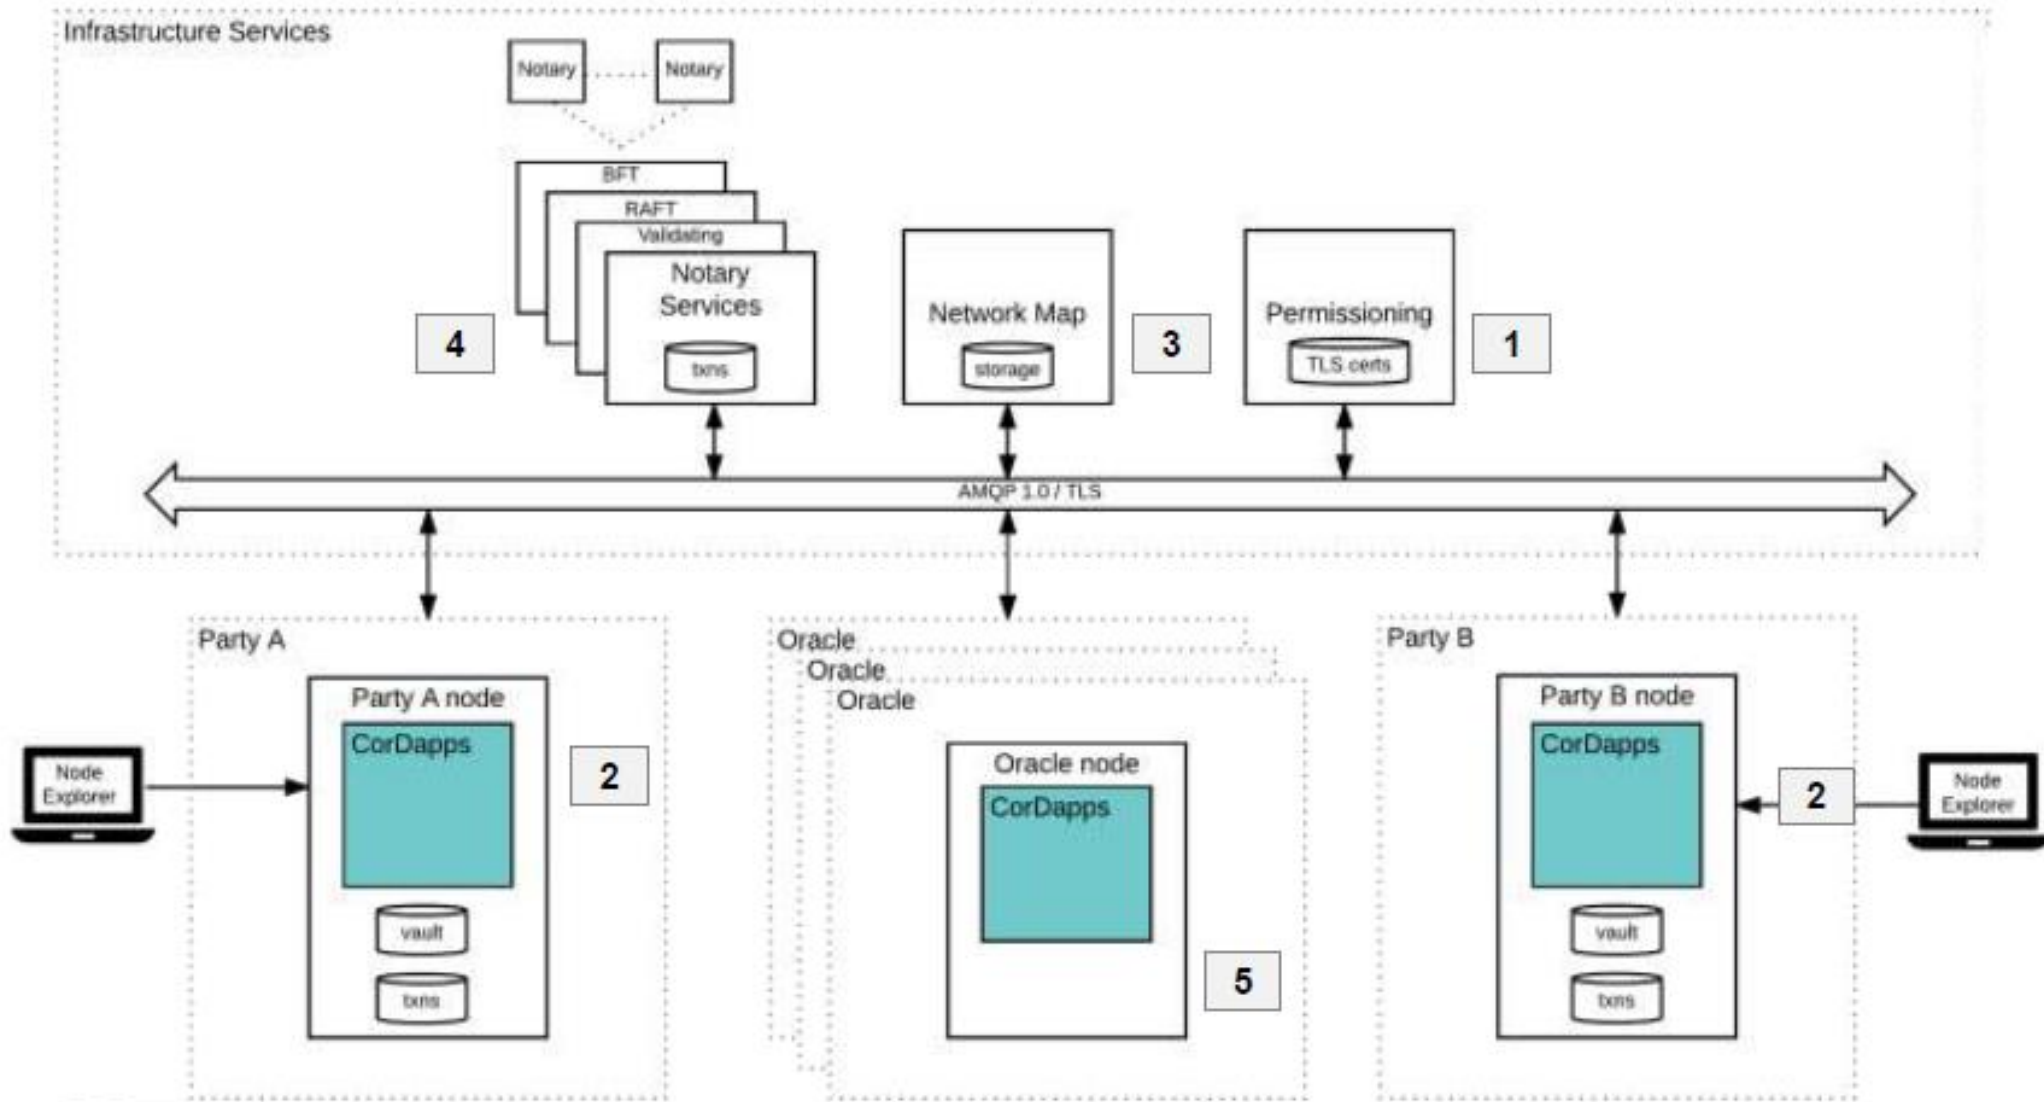 Infrastructure Services
Notary
Notary
BFT
RAFT
Validating
Notary
Services
txns
4
Network Map
storage
3
Permissioning
TLS certs
1
AMQP 1.0 / TLS
Party A
Party A node
CorDapps
vault
txns
2
Node
Explorer
Oracle
Oracle
Oracle
Oracle node
CorDapps
5
Party B
Party B node
CorDapps
vault
txns
2
Node
Explorer